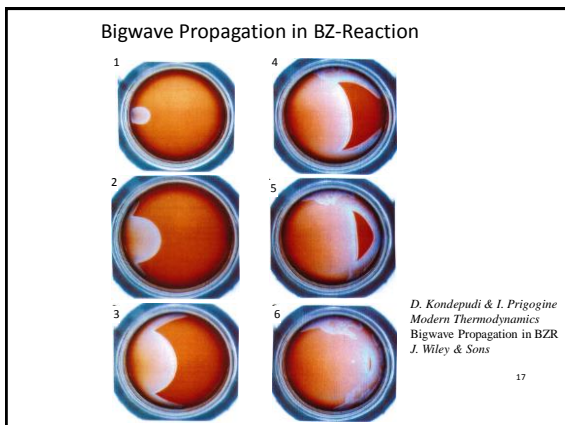 Bigwave Propagation in BZ-Reaction
1
4
2
5
3
6
D. Kondepudi & I. Prigogine
Modern Thermodynamics
Bigwave Propagation in BZR
J. Wiley & Sons
17